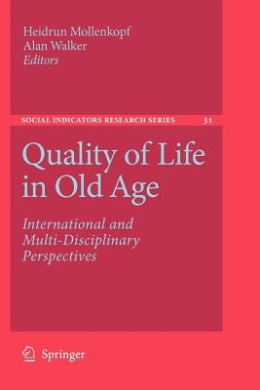 Heidrun Mollenkopf
Alan Walker
Editors
SOCIAL INDICATORS RESEARCH SERIES 31
Quality of Life
in Old Age
International and
Multi-Disciplinary
Perspectives
Springer